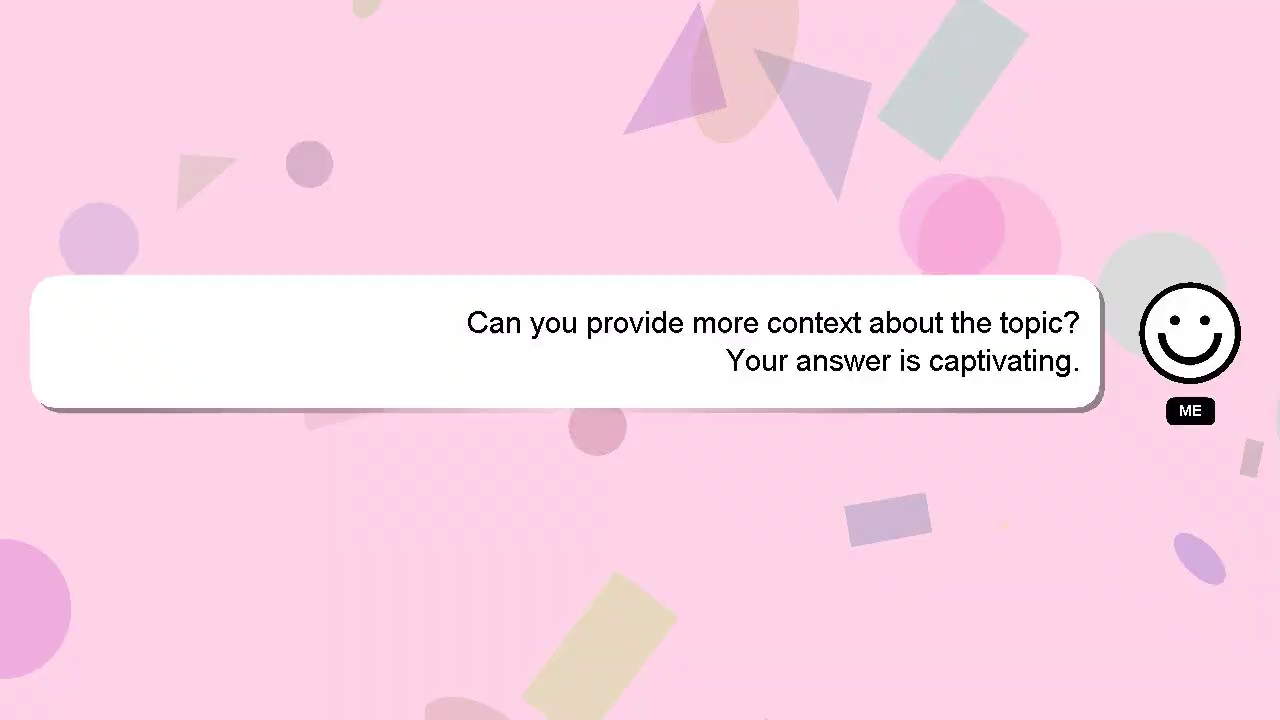 Can you provide more context about the topic?
Your answer is captivating.
ME